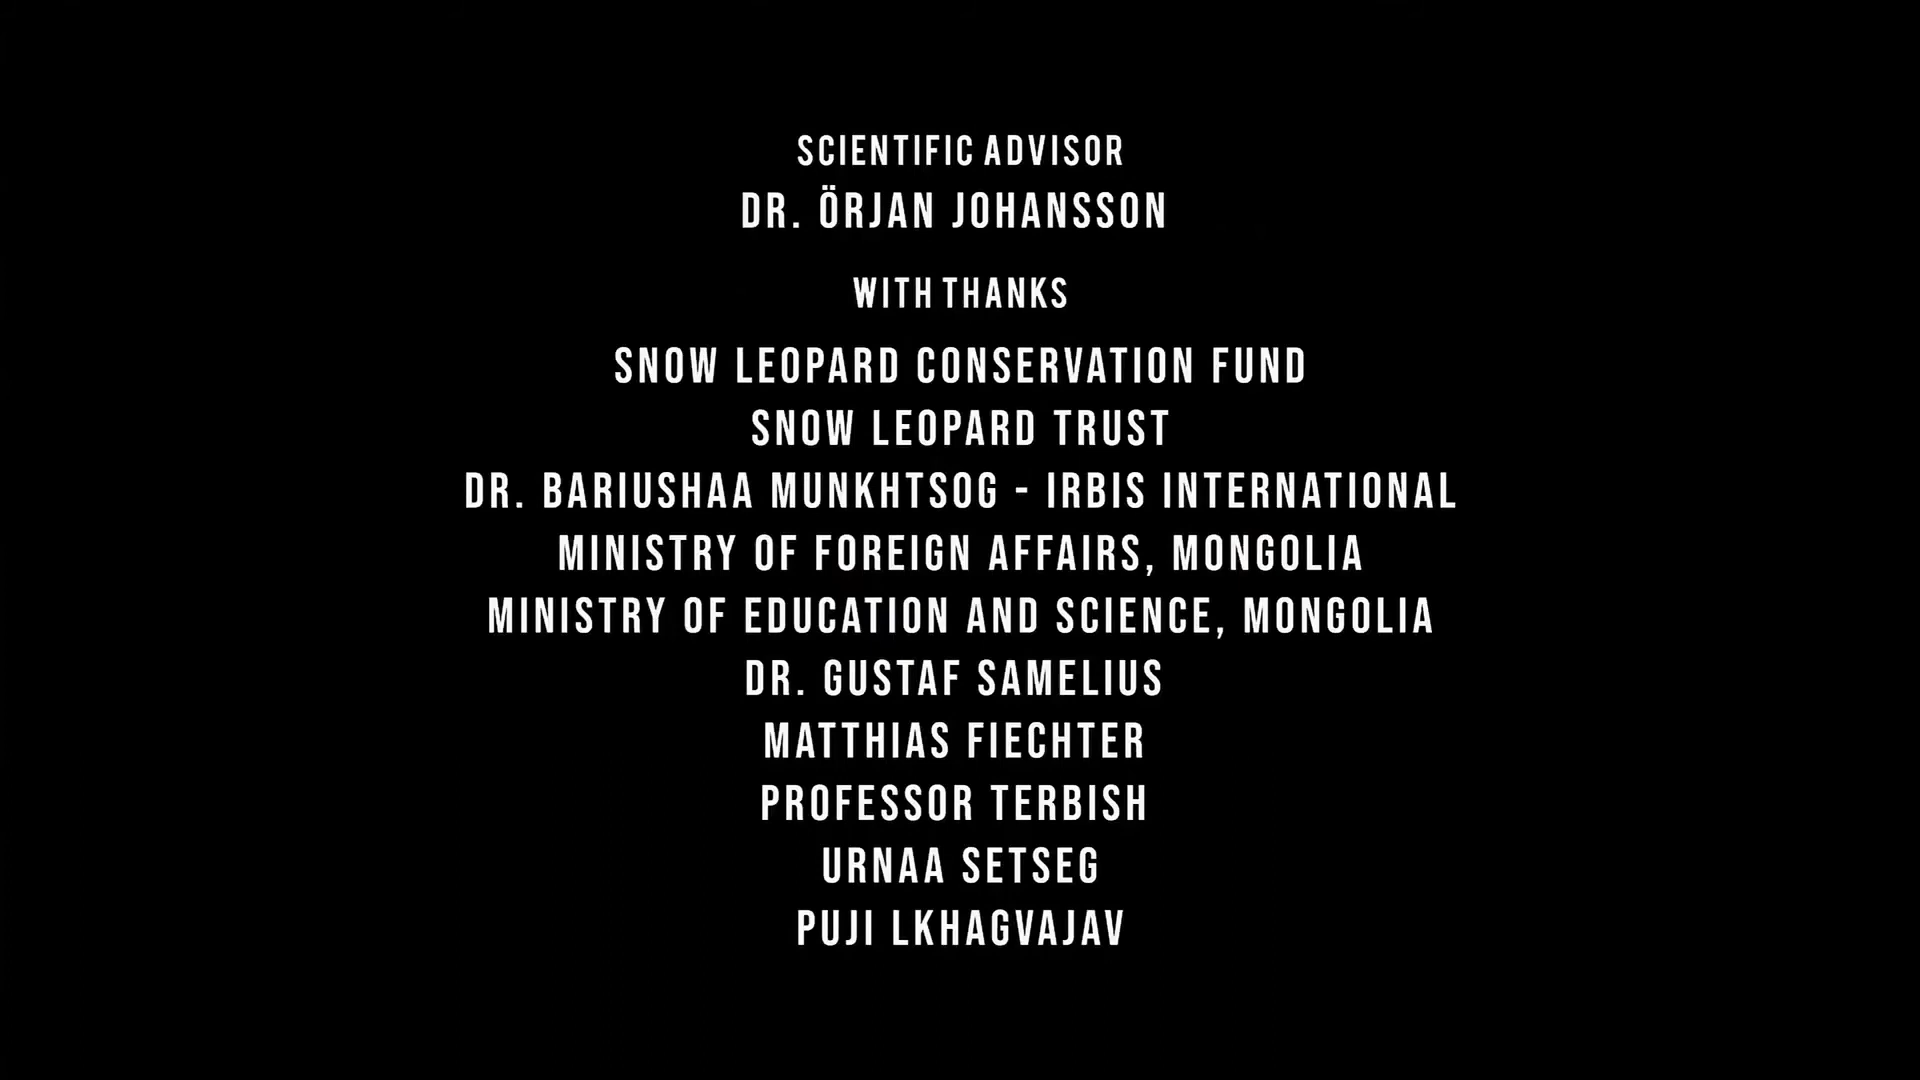 SCIENTIFIC ADVISOR
DR. ÖRJAN JOHANSSON
WITH THANKS
SNOW LEOPARD CONSERVATION FUND
SNOW LEOPARD TRUST
DR. BARIUSHAA MUNKHTSOG - IRBIS INTERNATIONAL
MINISTRY OF FOREIGN AFFAIRS, MONGOLIA
MINISTRY OF EDUCATION AND SCIENCE, MONGOLIA
DR. GUSTAF SAMELIUS
MATTHIAS FIECHTER
PROFESSOR TERBISH
URNAA SETSEG
PUJI LKHAGVAJAV